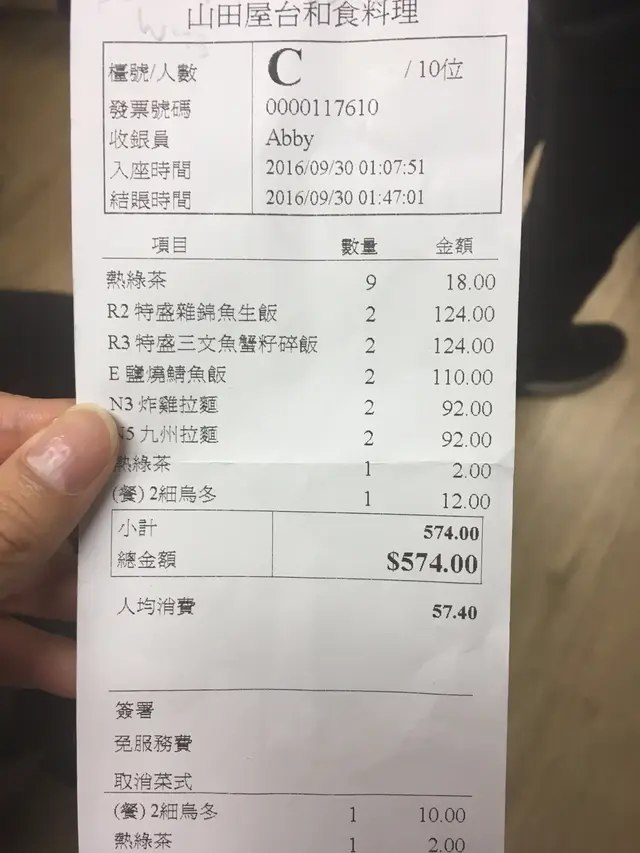 山田屋台和食料理
檯號/人數 C / 10位
發票號碼 0000117610
收銀員 Abby
入座時間 2016/09/30 01:07:51
結賬時間 2016/09/30 01:47:01
項目 數量 金額
熱綠茶 9 18.00
R2 特盛雜錦魚生飯 2 124.00
R3 特盛三文魚蟹籽碎飯 2 124.00
E 鹽燒鯖魚飯 2 110.00
N3 炸雞拉麵 2 92.00
N5 九州拉麵 2 92.00
熱綠茶 1 2.00
(餐) 2細烏冬 1 12.00
小計 574.00
總金額 $574.00
人均消費 57.40
簽署
免服務費
取消菜式
(餐) 2細烏冬 1 10.00
熱綠茶 1 2.00